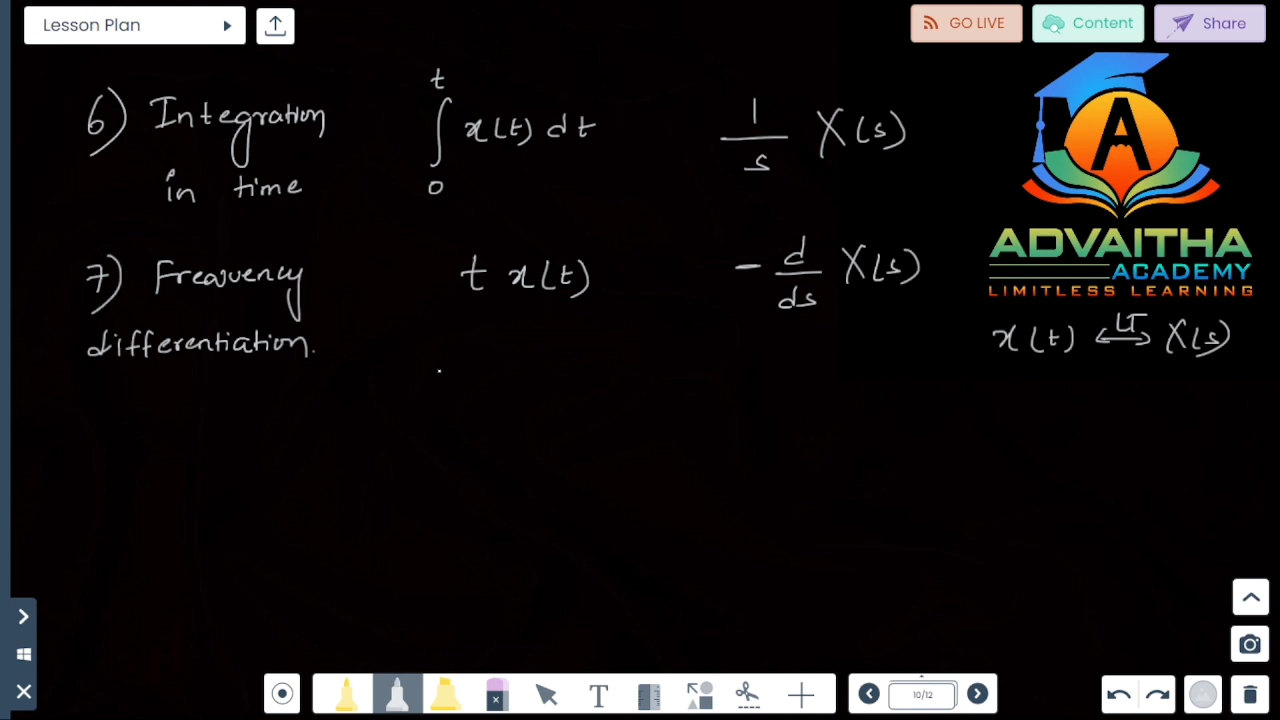 Lesson Plan
GO LIVE
Content
Share
6) Integration in time ∫₀ᵗ x(t) dt 1/s X(s)
7) Frequency differentiation. t x(t) - d/ds X(s)
A
ADVAITHA
ACADEMY
LIMITLESS LEARNING
x(t) ⟷LT X(s)
T
10/12